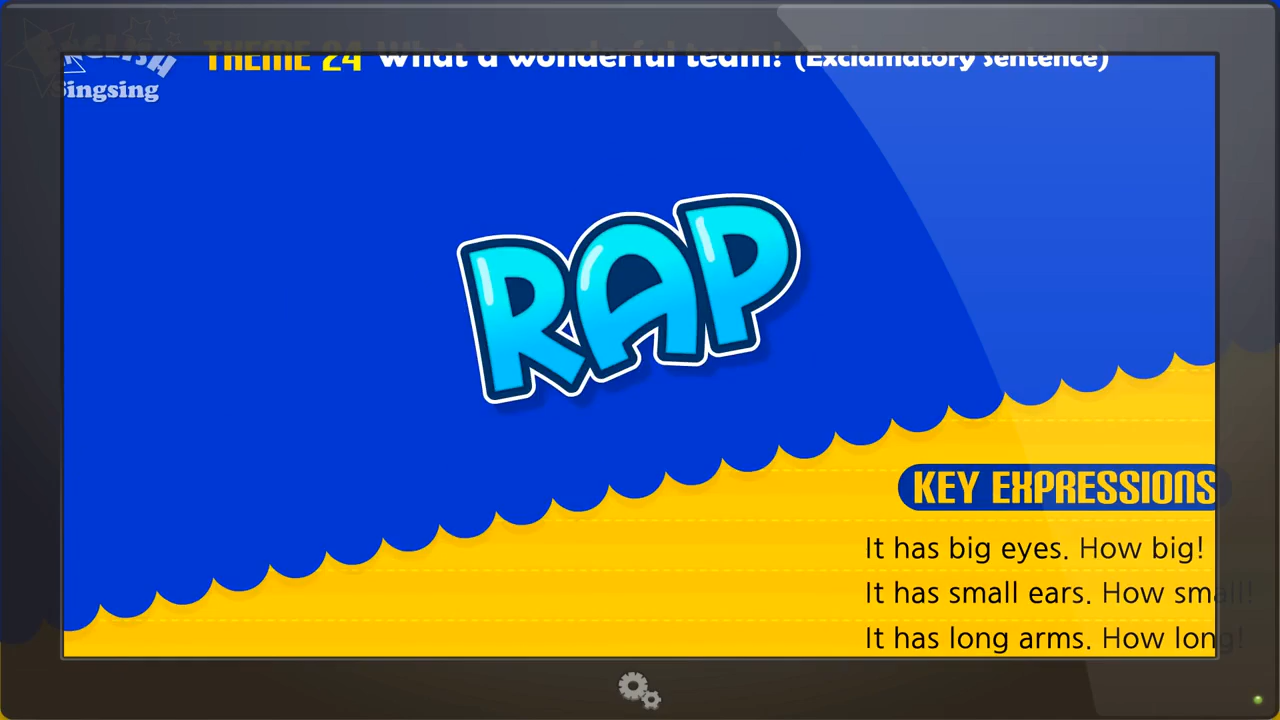 ENGLISH
Singsing
THEME 24 What a wonderful team! (Exclamatory sentence)
RAP
KEY EXPRESSIONS
It has big eyes. How big!
It has small ears. How small!
It has long arms. How long!